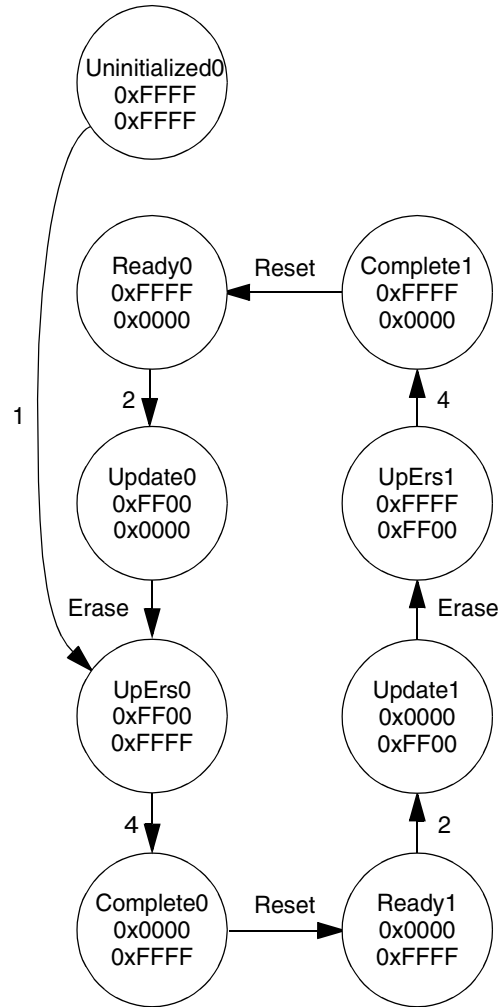 Uninitialized0
0xFFFF
0xFFFF
Ready0
0xFFFF
0x0000
Reset
Complete1
0xFFFF
0x0000
1
2
4
Update0
0xFF00
0x0000
UpErs1
0xFFFF
0xFF00
Erase
Erase
UpErs0
0xFF00
0xFFFF
Update1
0x0000
0xFF00
4
2
Complete0
0x0000
0xFFFF
Reset
Ready1
0x0000
0xFFFF